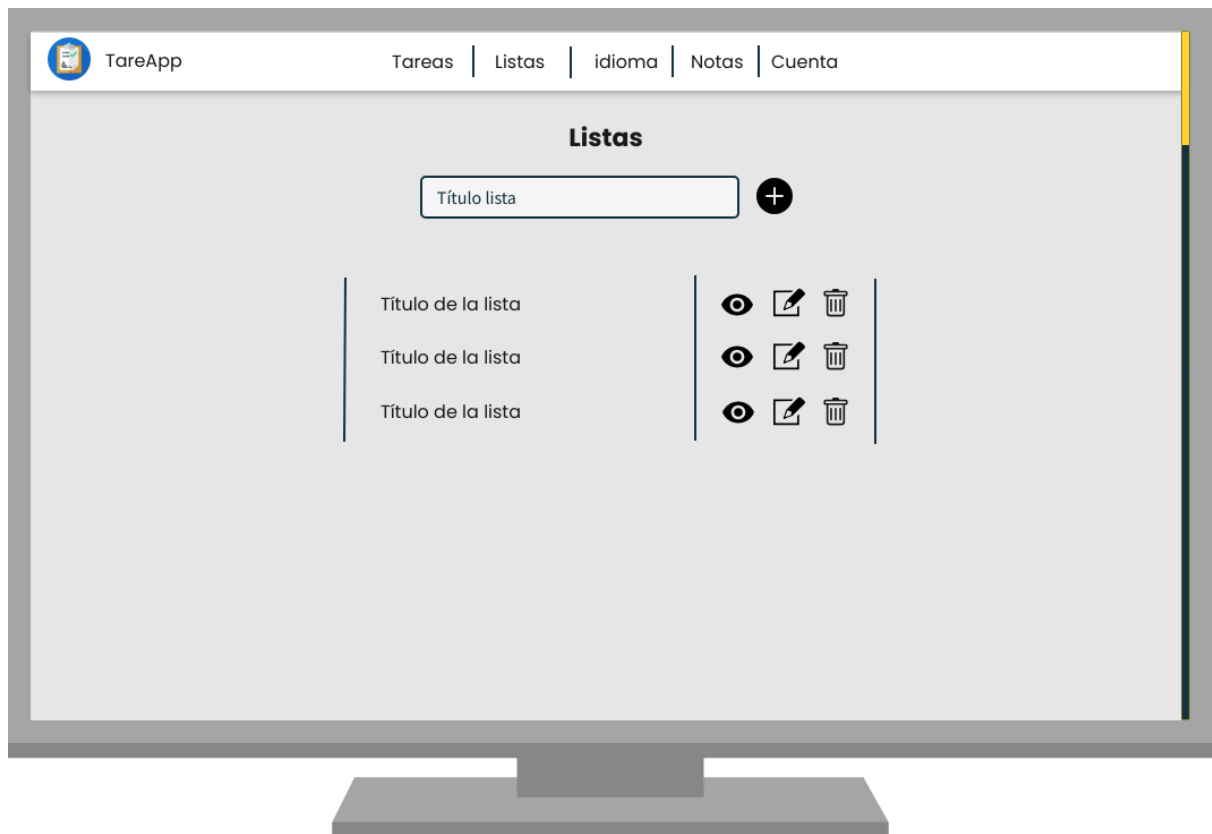 TareApp Tareas Listas idioma Notas Cuenta
Listas
Título lista
Título de la lista
Título de la lista
Título de la lista